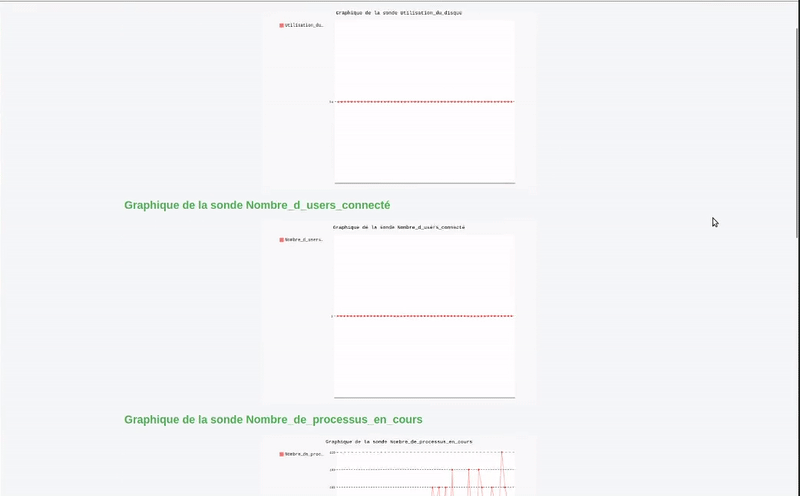 Graphique de la sonde Utilisation_du_disque
Utilisation_du…
Graphique de la sonde Nombre_d_users_connecté
Graphique de la sonde Nombre_d_users_connecté
Nombre_d_users…
Graphique de la sonde Nombre_de_processus_en_cours
Graphique de la sonde Nombre_de_processus_en_cours
Nombre_de_proc…